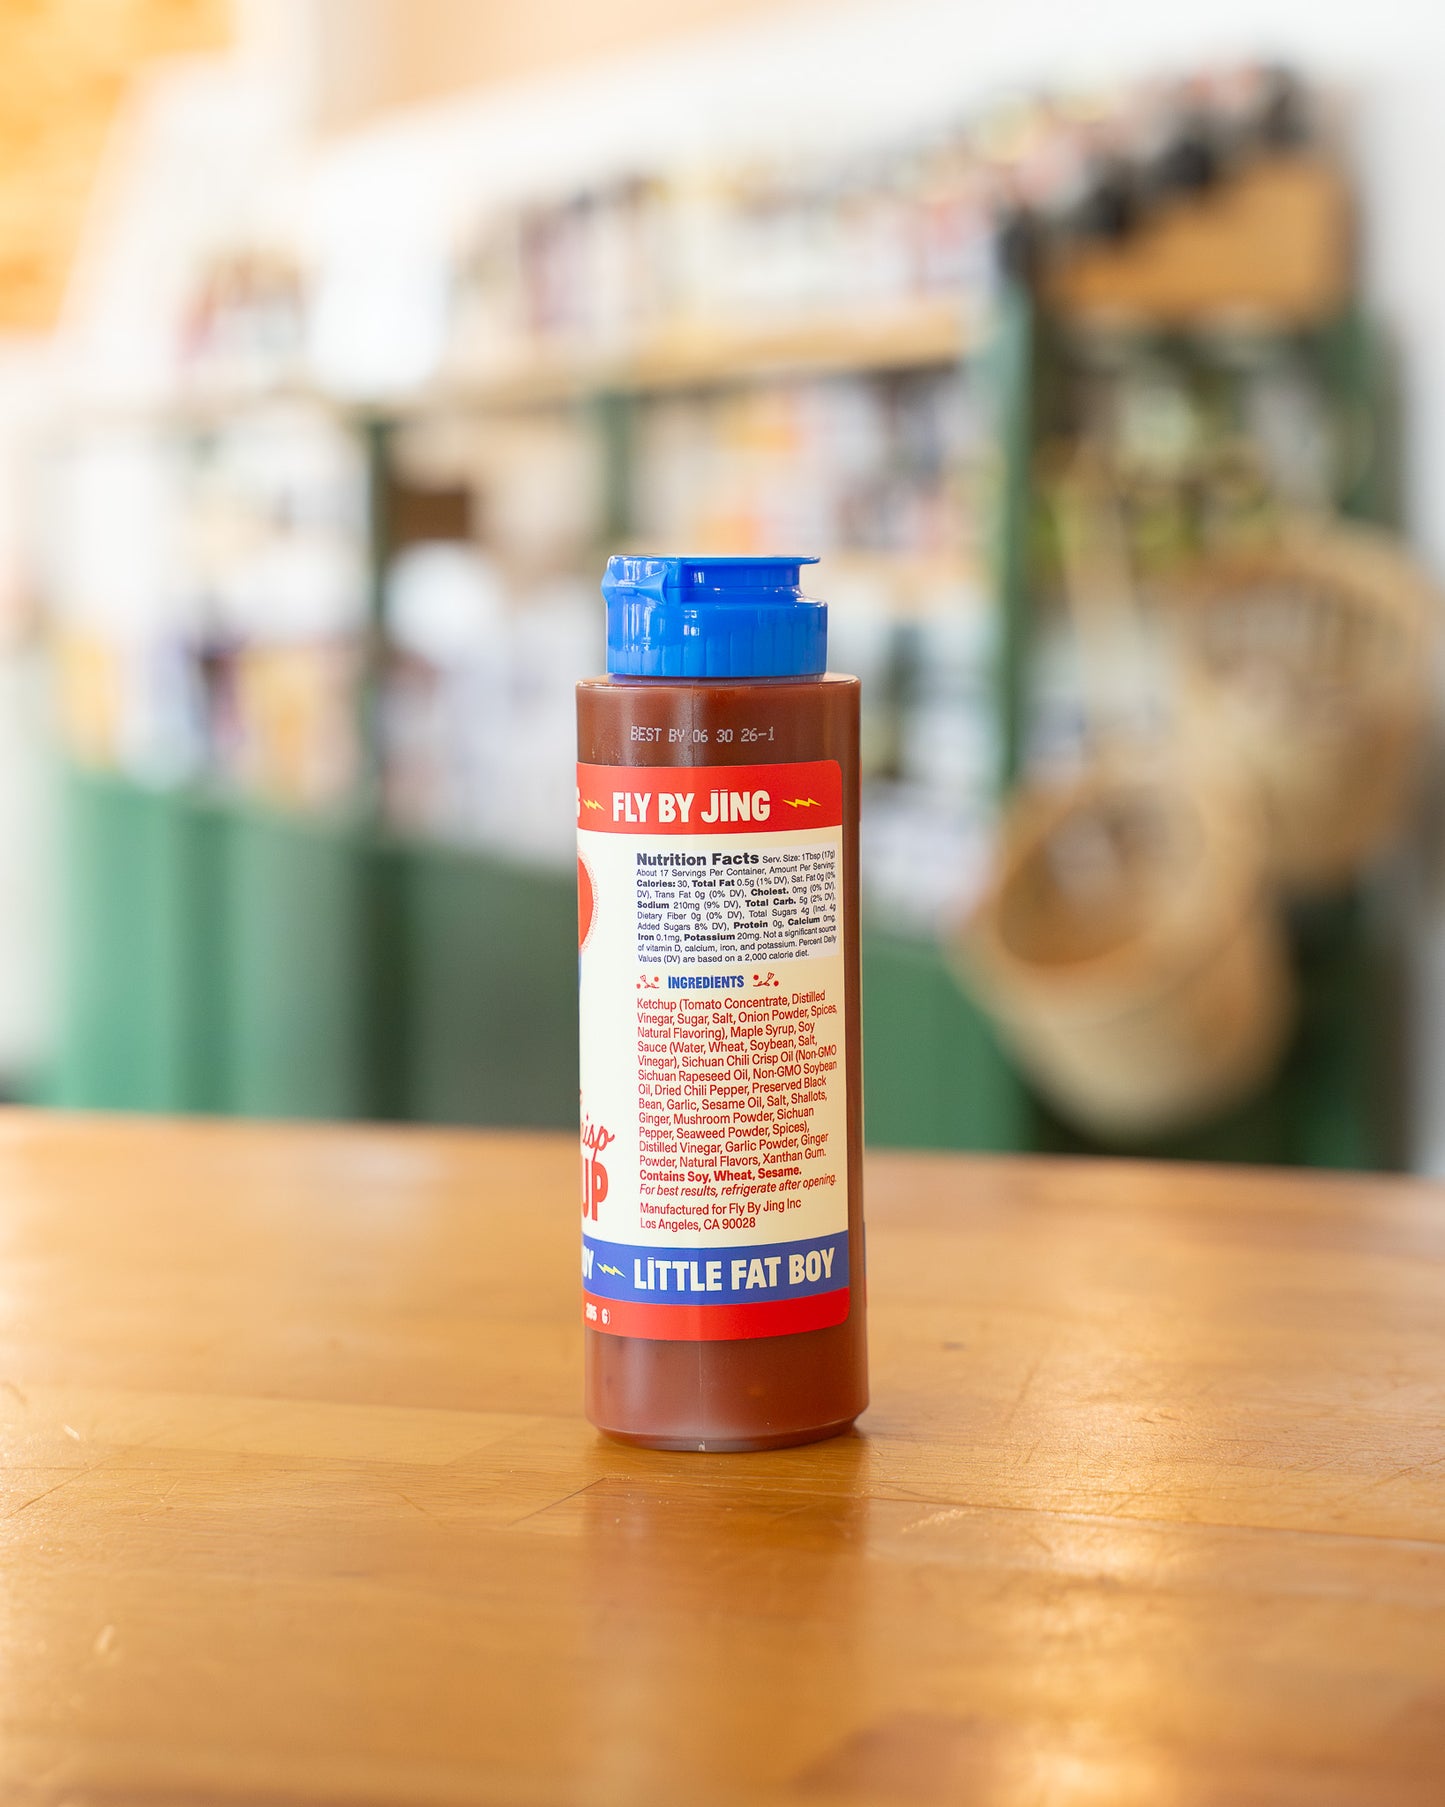 BEST BY 06 30 26-1
FLY BY JING
Nutrition Facts Serv. Size: 1Tbsp (17g)
About 17 Servings Per Container, Amount Per Serving:
Calories: 30, Total Fat 0.5g (1% DV), Sat. Fat 0g (0%
DV), Trans Fat 0g (0% DV), Cholest. 0mg (0% DV),
Sodium 210mg (9% DV), Total Carb. 5g (2% DV),
Dietary Fiber 0g (0% DV), Total Sugars 4g (Incl. 4g
Added Sugars 8% DV), Protein 0g, Calcium 0mg,
Iron 0.1mg, Potassium 20mg. Not a significant source
of vitamin D, calcium, iron, and potassium. Percent Daily
Values (DV) are based on a 2,000 calorie diet.
INGREDIENTS
Ketchup (Tomato Concentrate, Distilled
Vinegar, Sugar, Salt, Onion Powder, Spices,
Natural Flavoring), Maple Syrup, Soy
Sauce (Water, Wheat, Soybean, Salt,
Vinegar), Sichuan Chili Crisp Oil (Non-GMO
Sichuan Rapeseed Oil, Non-GMO Soybean
Oil, Dried Chili Pepper, Preserved Black
Bean, Garlic, Sesame Oil, Salt, Shallots,
Ginger, Mushroom Powder, Sichuan
Pepper, Seaweed Powder, Spices),
Distilled Vinegar, Garlic Powder, Ginger
Powder, Natural Flavors, Xanthan Gum.
Contains Soy, Wheat, Sesame.
For best results, refrigerate after opening.
Manufactured for Fly By Jing Inc
Los Angeles, CA 90028
UP
LITTLE FAT BOY